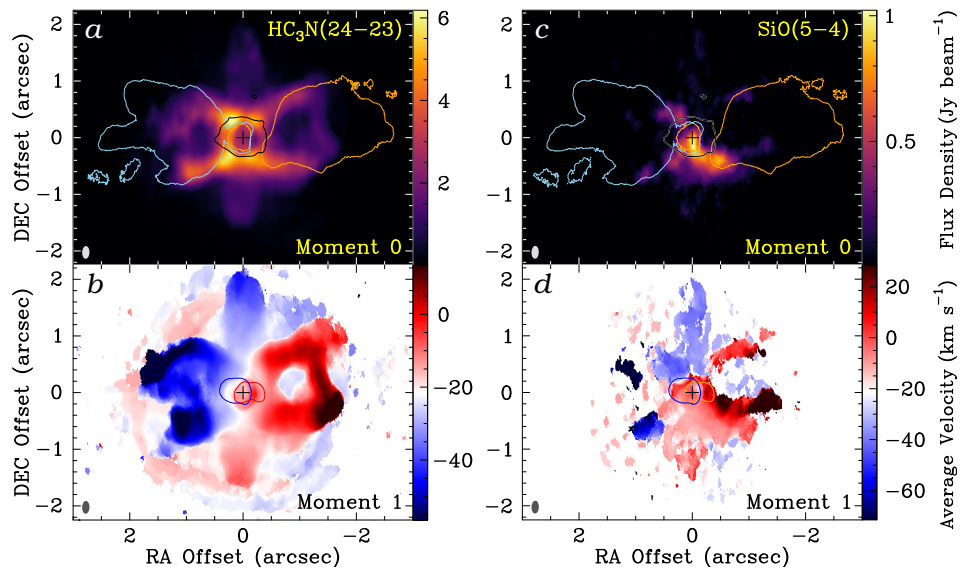 a HC3N(24−23)
Moment 0
DEC Offset (arcsec)
2
1
0
−1
−2
6
4
2
c SiO(5−4)
Moment 0
1
0.5
Flux Density(Jy beam−1)
b
Moment 1
DEC Offset (arcsec)
2
1
0
−1
−2
0
−20
−40
2 0 −2
RA Offset (arcsec)
d
Moment 1
20
0
−20
−40
−60
Average Velocity (km s−1)
2 0 −2
RA Offset (arcsec)